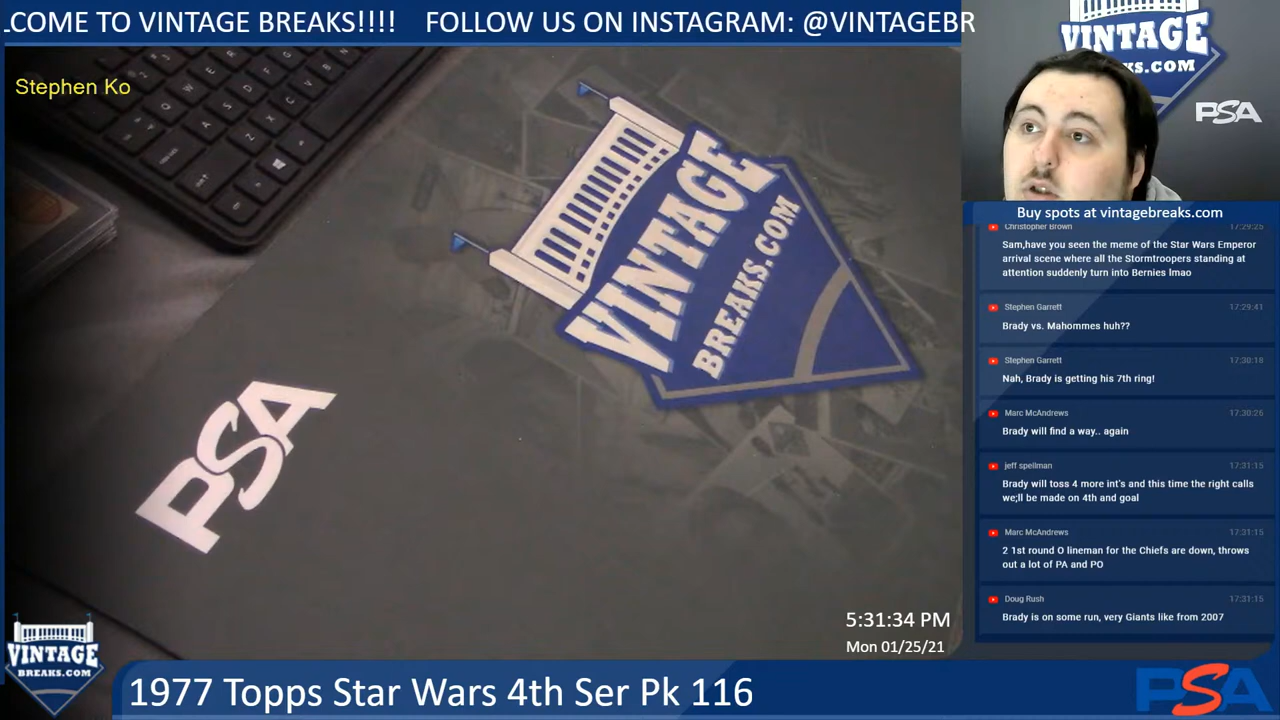 .COME TO VINTAGE BREAKS!!!! FOLLOW US ON INSTAGRAM: @VINTAGEBR
Stephen Ko
VINTAGE
BREAKS.COM
PSA
VINTAGE
KS.COM
PSA
Buy spots at vintagebreaks.com
Christopher Brown 17:29:25
Sam,have you seen the meme of the Star Wars Emperor
arrival scene where all the Stormtroopers standing at
attention suddenly turn into Bernies lmao
Stephen Garrett 17:29:41
Brady vs. Mahommes huh??
Stephen Garrett 17:30:18
Nah, Brady is getting his 7th ring!
Marc McAndrews 17:30:26
Brady will find a way.. again
jeff spellman 17:31:15
Brady will toss 4 more int's and this time the right calls
we;ll be made on 4th and goal
Marc McAndrews 17:31:15
2 1st round O lineman for the Chiefs are down, throws
out a lot of PA and PO
Doug Rush 17:31:15
Brady is on some run, very Giants like from 2007
5:31:34 PM
Mon 01/25/21
VINTAGE
BREAKS.COM
1977 Topps Star Wars 4th Ser Pk 116
PSA